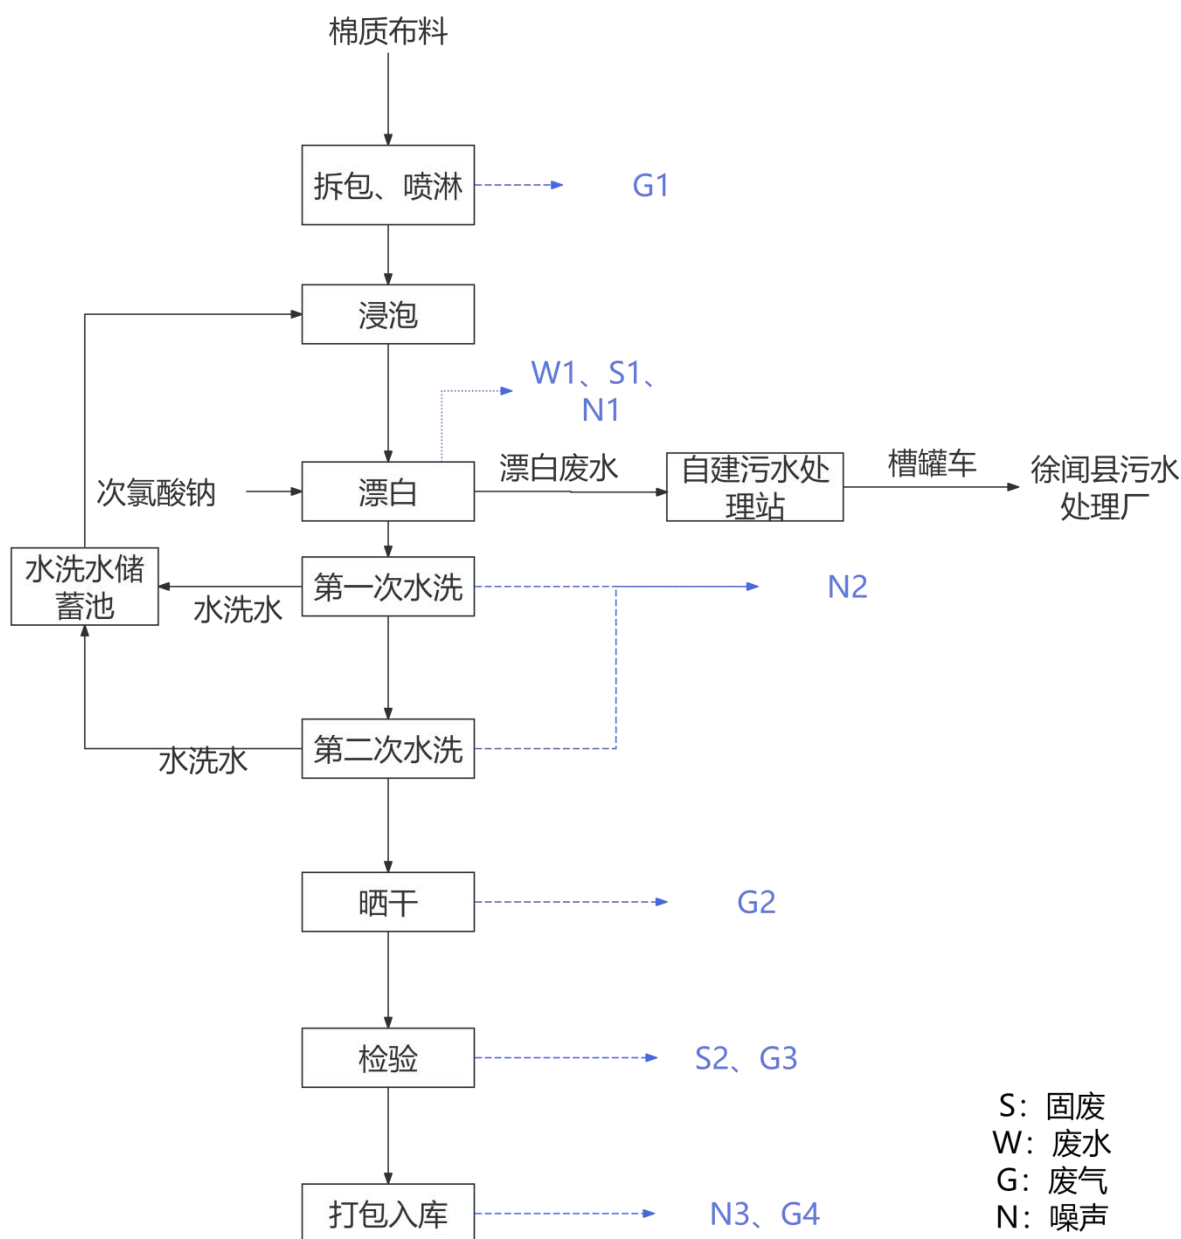 棉质布料
拆包、喷淋
G1
浸泡
W1、S1、
N1
次氯酸钠
漂白
漂白废水
自建污水处
理站
槽罐车
徐闻县污水
处理厂
水洗水储
蓄池
水洗水
第一次水洗
N2
水洗水
第二次水洗
晒干
G2
检验
S2、G3
打包入库
N3、G4
S：固废
W：废水
G：废气
N：噪声